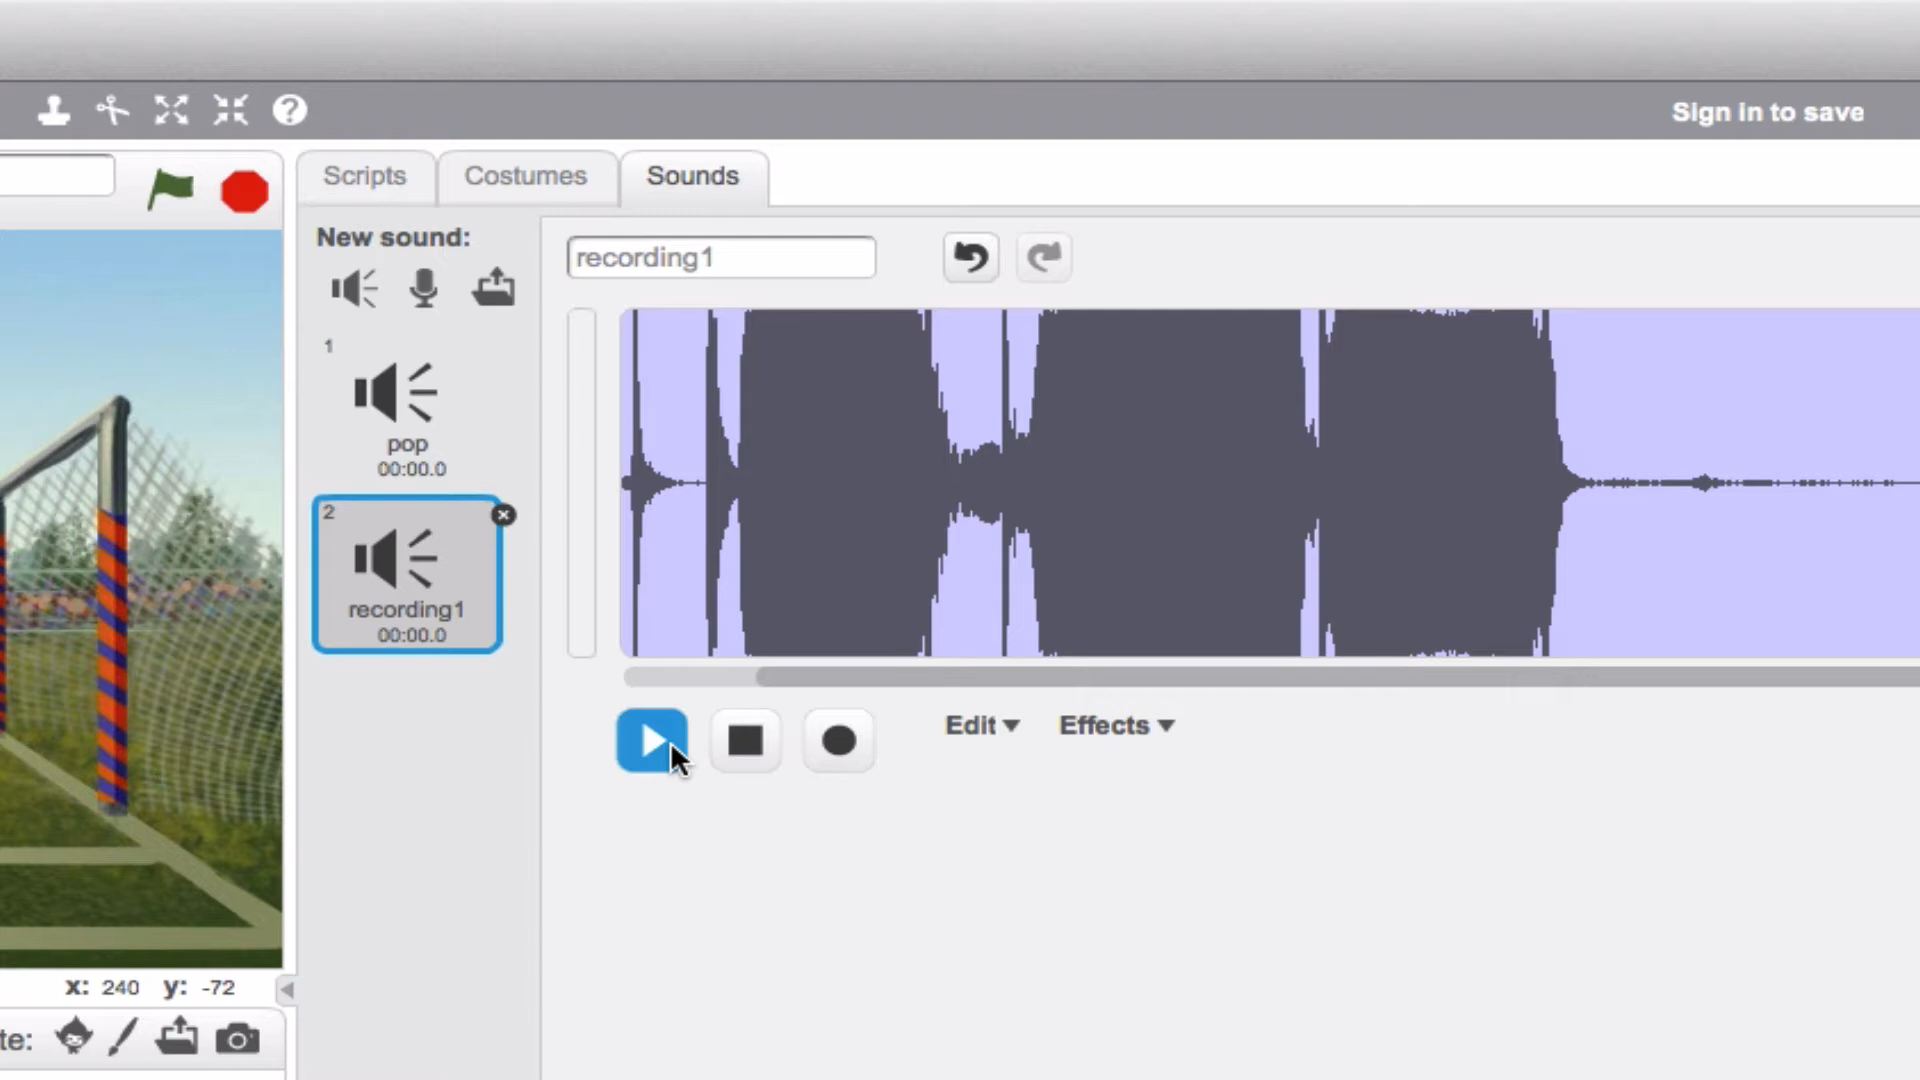 Sign in to save
Scripts
Costumes
Sounds
New sound:
recording1
1
pop
00:00.0
2
recording1
00:00.0
Edit
Effects
x: 240 y: -72
te: